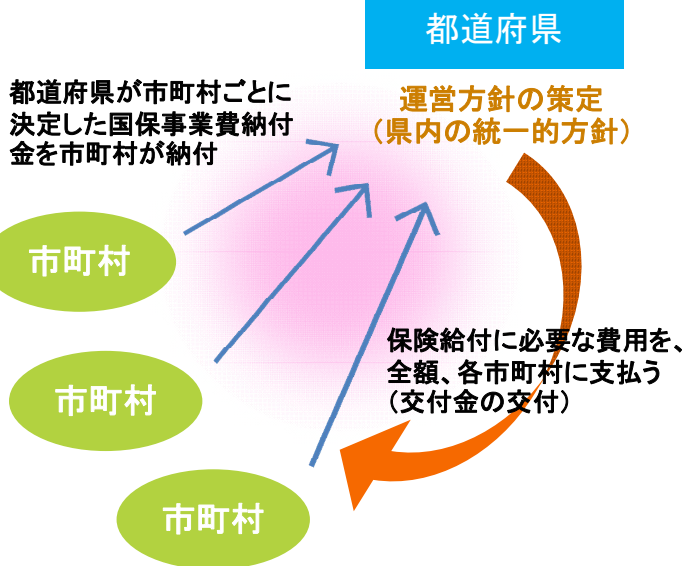 都道府県
運営方針の策定
（県内の統一的方針）
都道府県が市町村ごとに
決定した国保事業費納付
金を市町村が納付
市町村
市町村
市町村
保険給付に必要な費用を、
全額、各市町村に支払う
（交付金の交付）